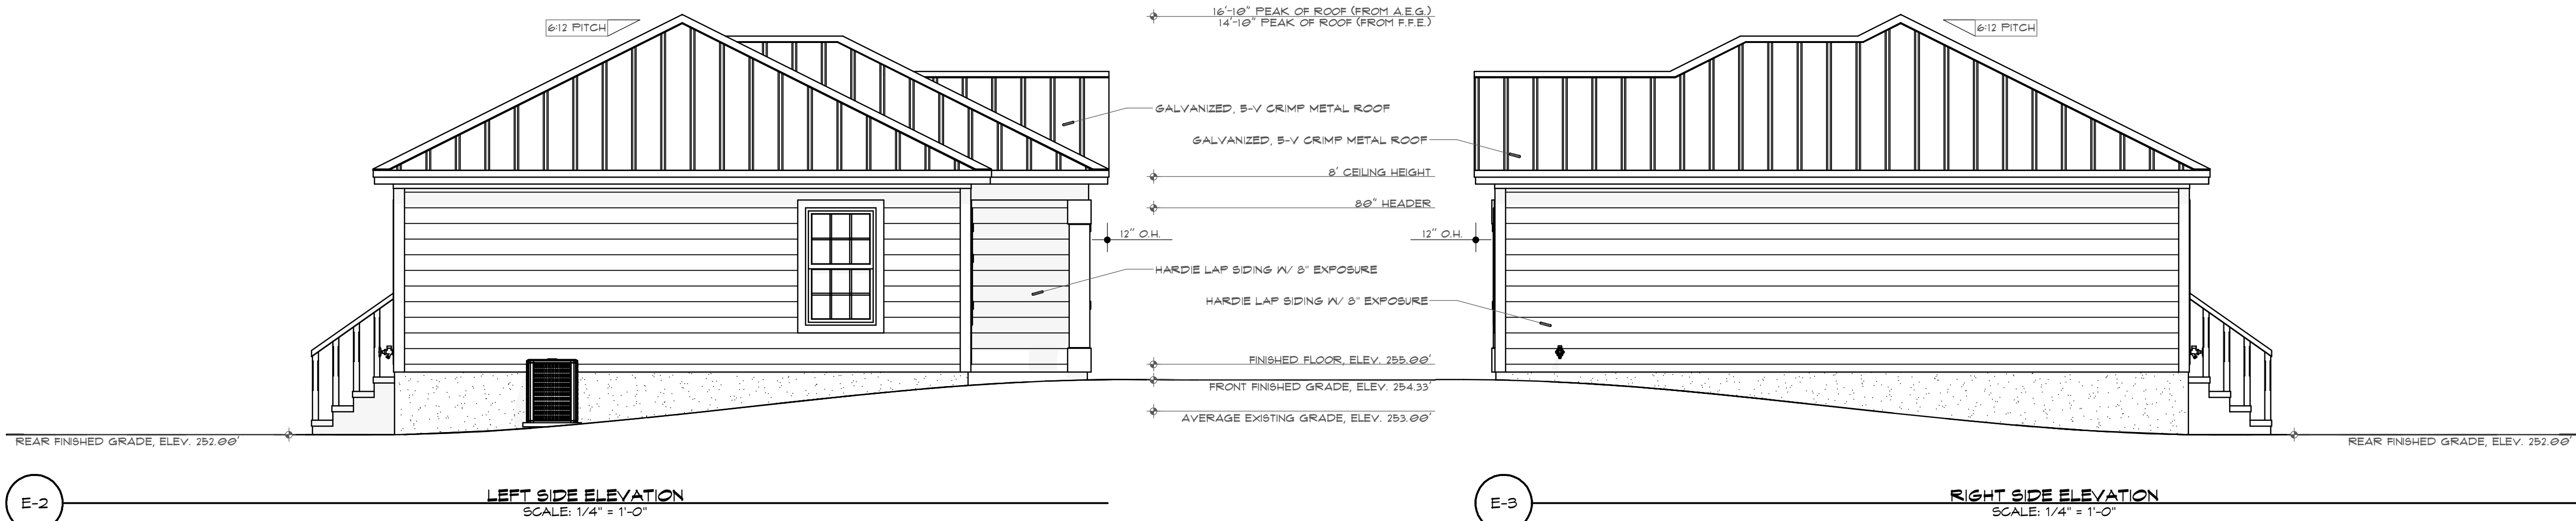 6:12 PITCH
16'-10" PEAK OF ROOF (FROM A.E.G.)
14'-10" PEAK OF ROOF (FROM F.F.E.)
6:12 PITCH
GALVANIZED, 5-V CRIMP METAL ROOF
GALVANIZED, 5-V CRIMP METAL ROOF
8' CEILING HEIGHT
80" HEADER
12" O.H.
12" O.H.
HARDIE LAP SIDING W/ 8" EXPOSURE
HARDIE LAP SIDING W/ 8" EXPOSURE
FINISHED FLOOR, ELEV. 255.00'
FRONT FINISHED GRADE, ELEV. 254.33'
AVERAGE EXISTING GRADE, ELEV. 253.00'
REAR FINISHED GRADE, ELEV. 252.00'
REAR FINISHED GRADE, ELEV. 252.00'
E-2
LEFT SIDE ELEVATION
SCALE: 1/4" = 1'-0"
E-3
RIGHT SIDE ELEVATION
SCALE: 1/4" = 1'-0"